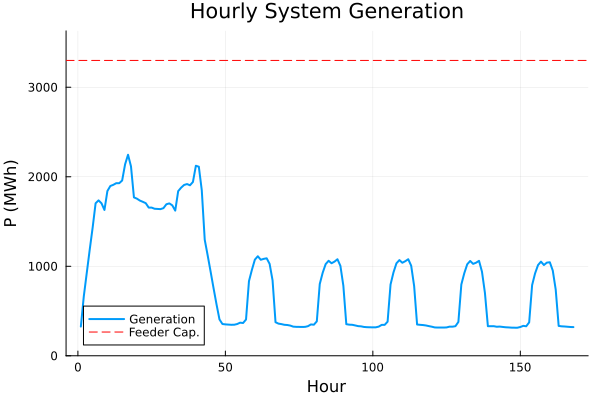 Hourly System Generation
P (MWh)
3000
2000
1000
0
Generation
Feeder Cap.
0 50 100 150
Hour